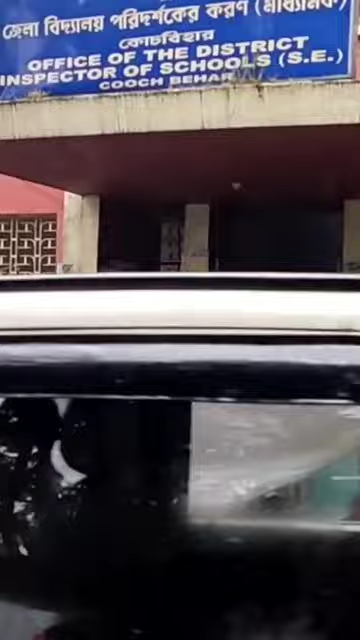 জেলা বিদ্যালয় পরিদর্শকের করণ (মাধ্যমিক)
কোচবিহার
OFFICE OF THE DISTRICT
INSPECTOR OF SCHOOLS (S.E.)
COOCH BEHAR